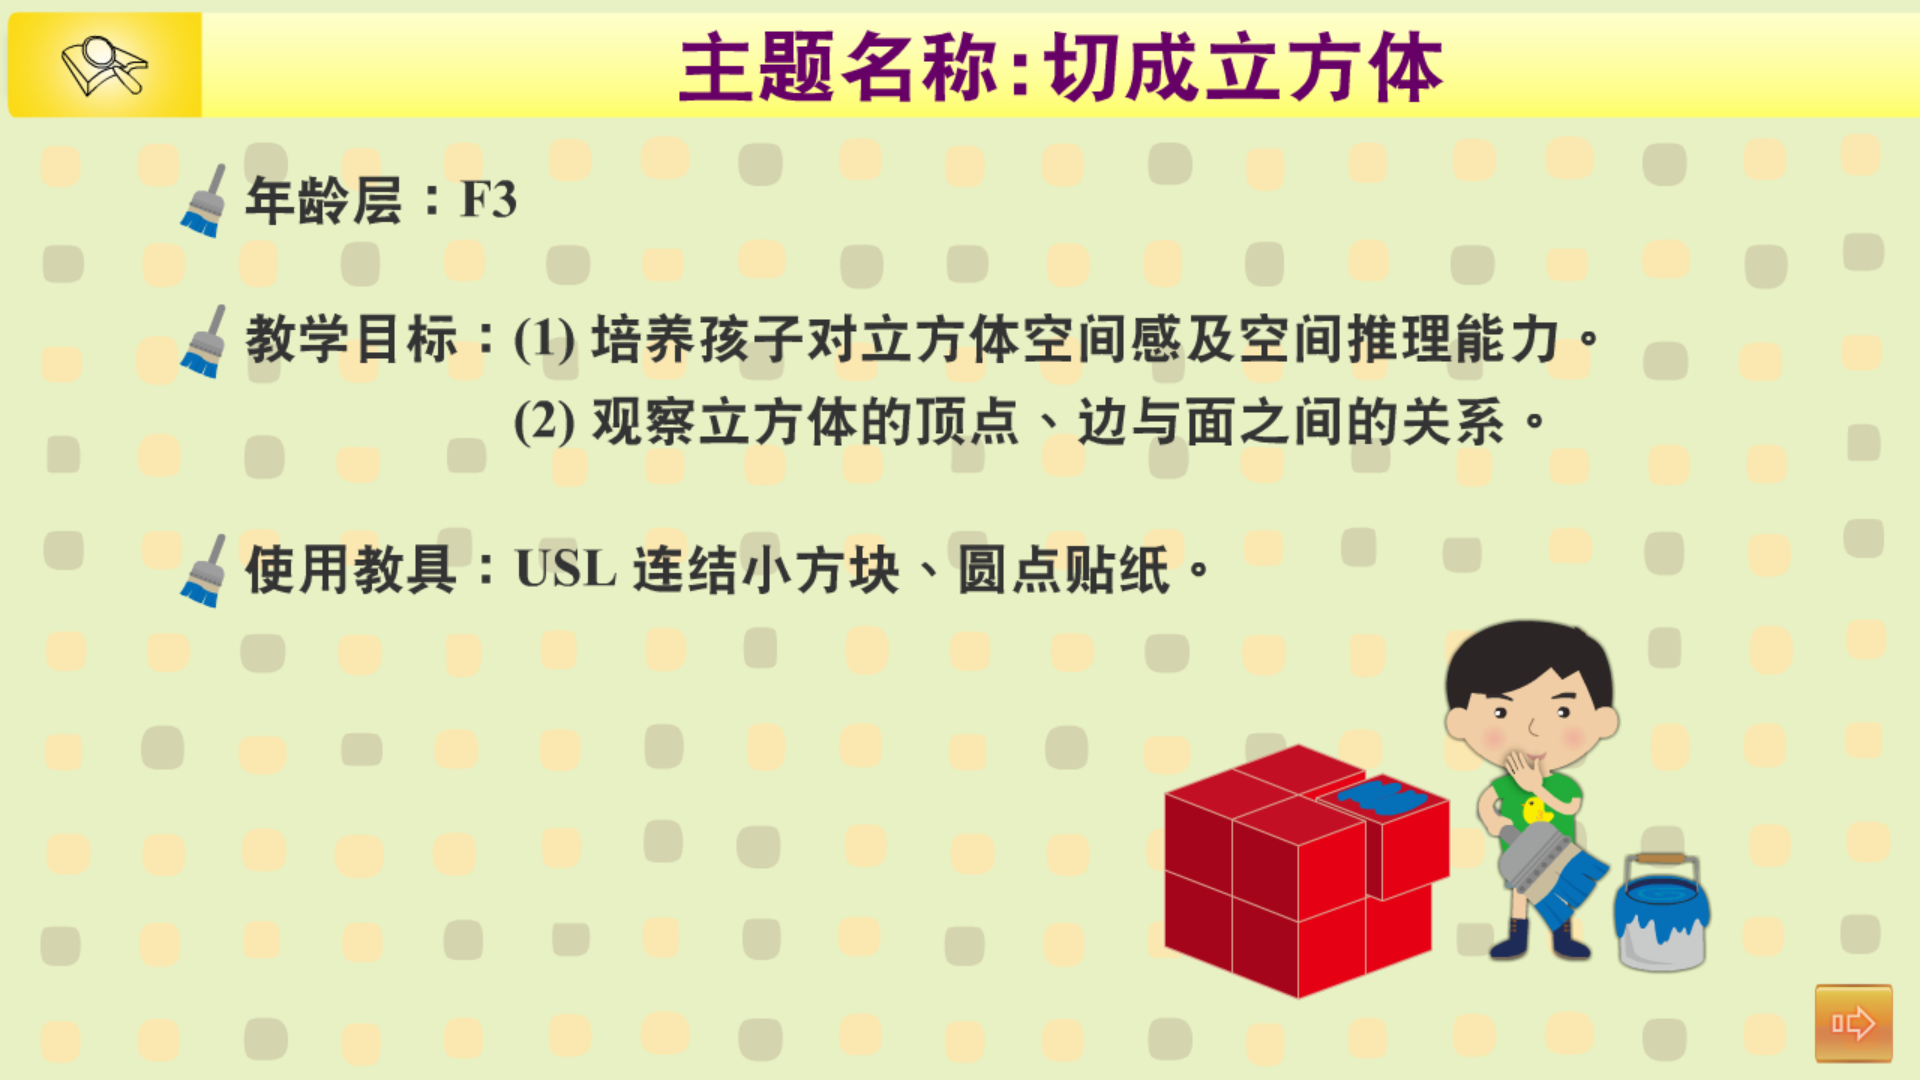 主题名称:切成立方体
年龄层：F3
教学目标：(1) 培养孩子对立方体空间感及空间推理能力。
(2) 观察立方体的顶点、边与面之间的关系。
使用教具：USL 连结小方块、圆点贴纸。